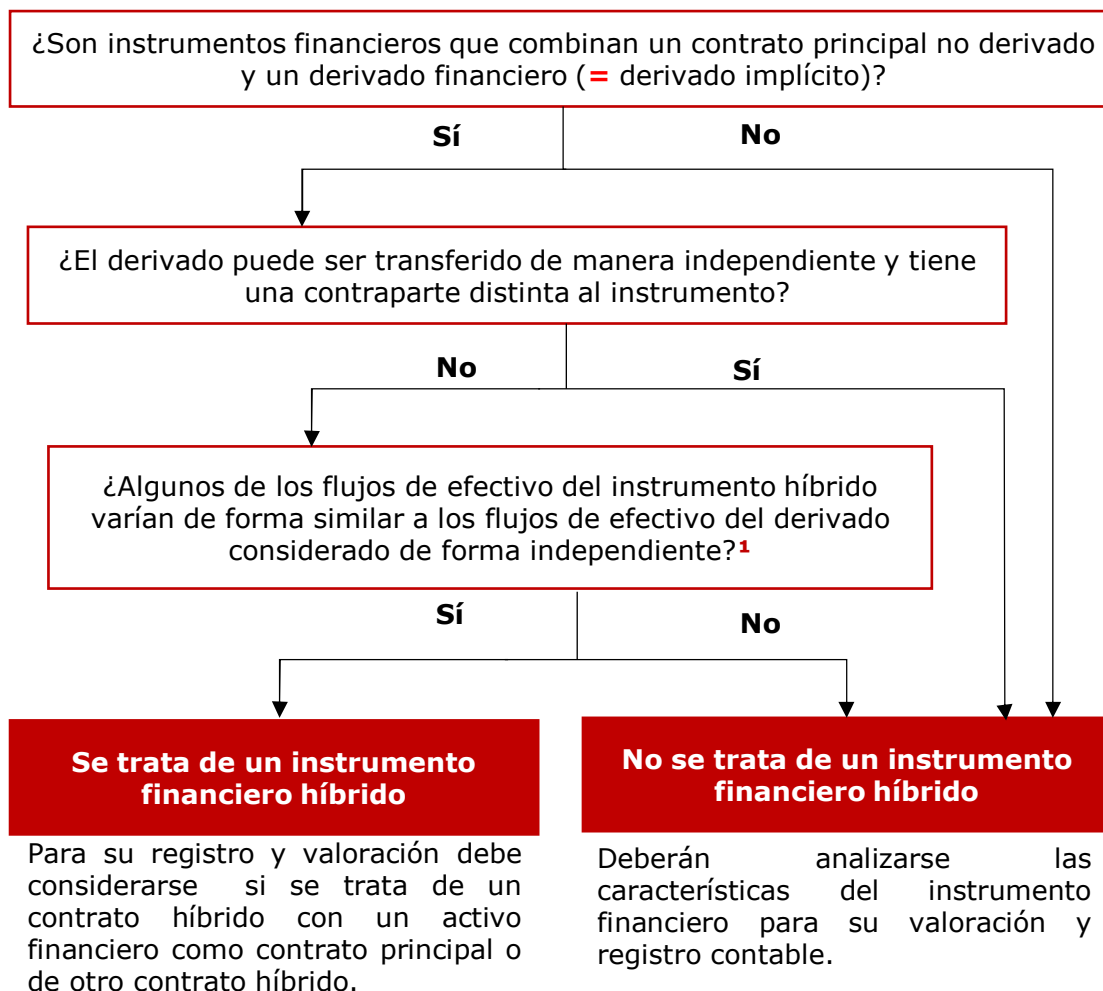 ¿Son instrumentos financieros que combinan un contrato principal no derivado
y un derivado financiero (= derivado implícito)?
Sí
No
¿El derivado puede ser transferido de manera independiente y tiene
una contraparte distinta al instrumento?
No
Sí
¿Algunos de los flujos de efectivo del instrumento híbrido
varían de forma similar a los flujos de efectivo del derivado
considerado de forma independiente?¹
Sí
No
Se trata de un instrumento
financiero híbrido
Para su registro y valoración debe
considerarse si se trata de un
contrato híbrido con un activo
financiero como contrato principal o
de otro contrato híbrido.
No se trata de un instrumento
financiero híbrido
Deberán analizarse las
características del instrumento
financiero para su valoración y
registro contable.